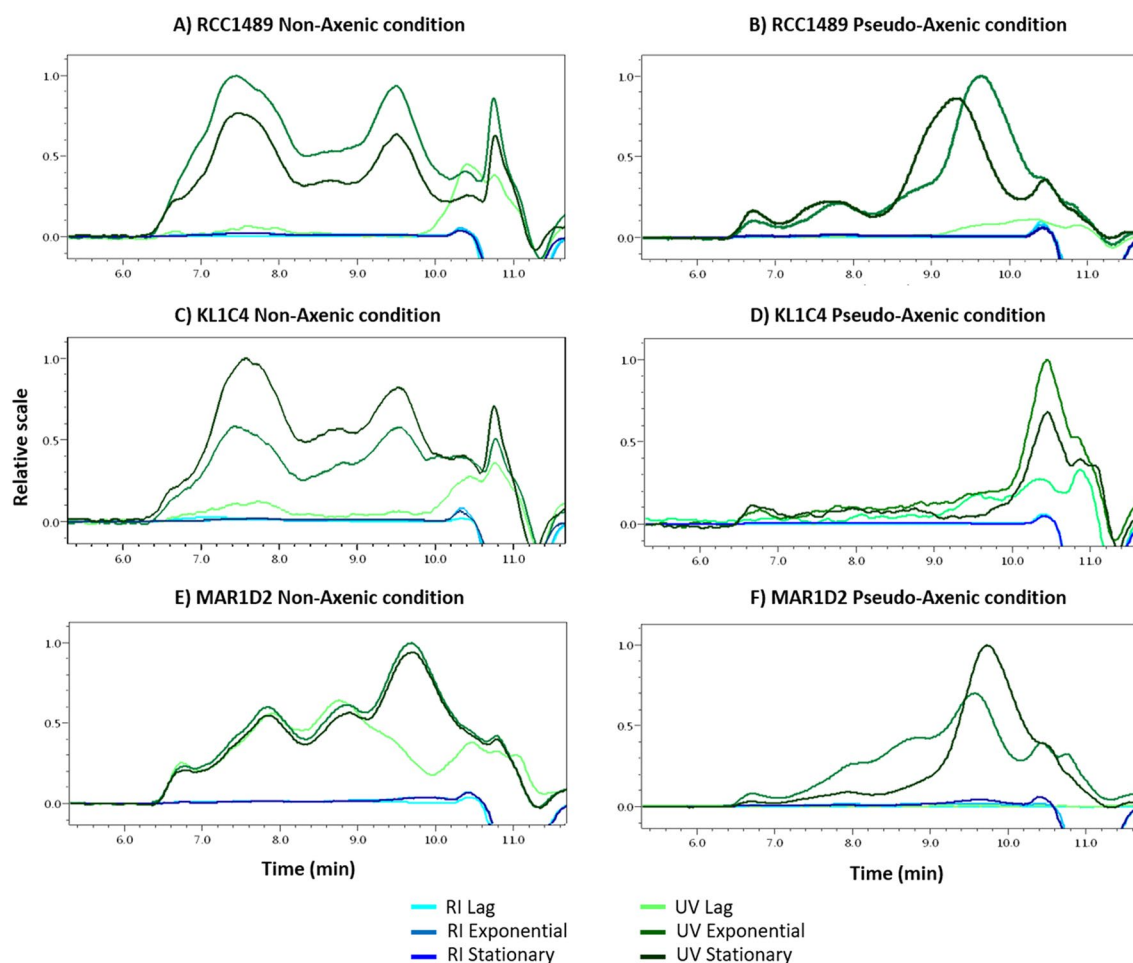 A) RCC1489 Non-Axenic condition
B) RCC1489 Pseudo-Axenic condition
1.0
0.5
0.0
6.0 7.0 8.0 9.0 10.0 11.0
1.0
0.5
0.0
6.0 7.0 8.0 9.0 10.0 11.0
C) KL1C4 Non-Axenic condition
D) KL1C4 Pseudo-Axenic condition
Relative scale
1.0
0.5
0.0
6.0 7.0 8.0 9.0 10.0 11.0
1.0
0.5
0.0
6.0 7.0 8.0 9.0 10.0 11.0
E) MAR1D2 Non-Axenic condition
F) MAR1D2 Pseudo-Axenic condition
1.0
0.5
0.0
6.0 7.0 8.0 9.0 10.0 11.0
1.0
0.5
0.0
6.0 7.0 8.0 9.0 10.0 11.0
Time (min)
Time (min)
RI Lag
RI Exponential
RI Stationary
UV Lag
UV Exponential
UV Stationary